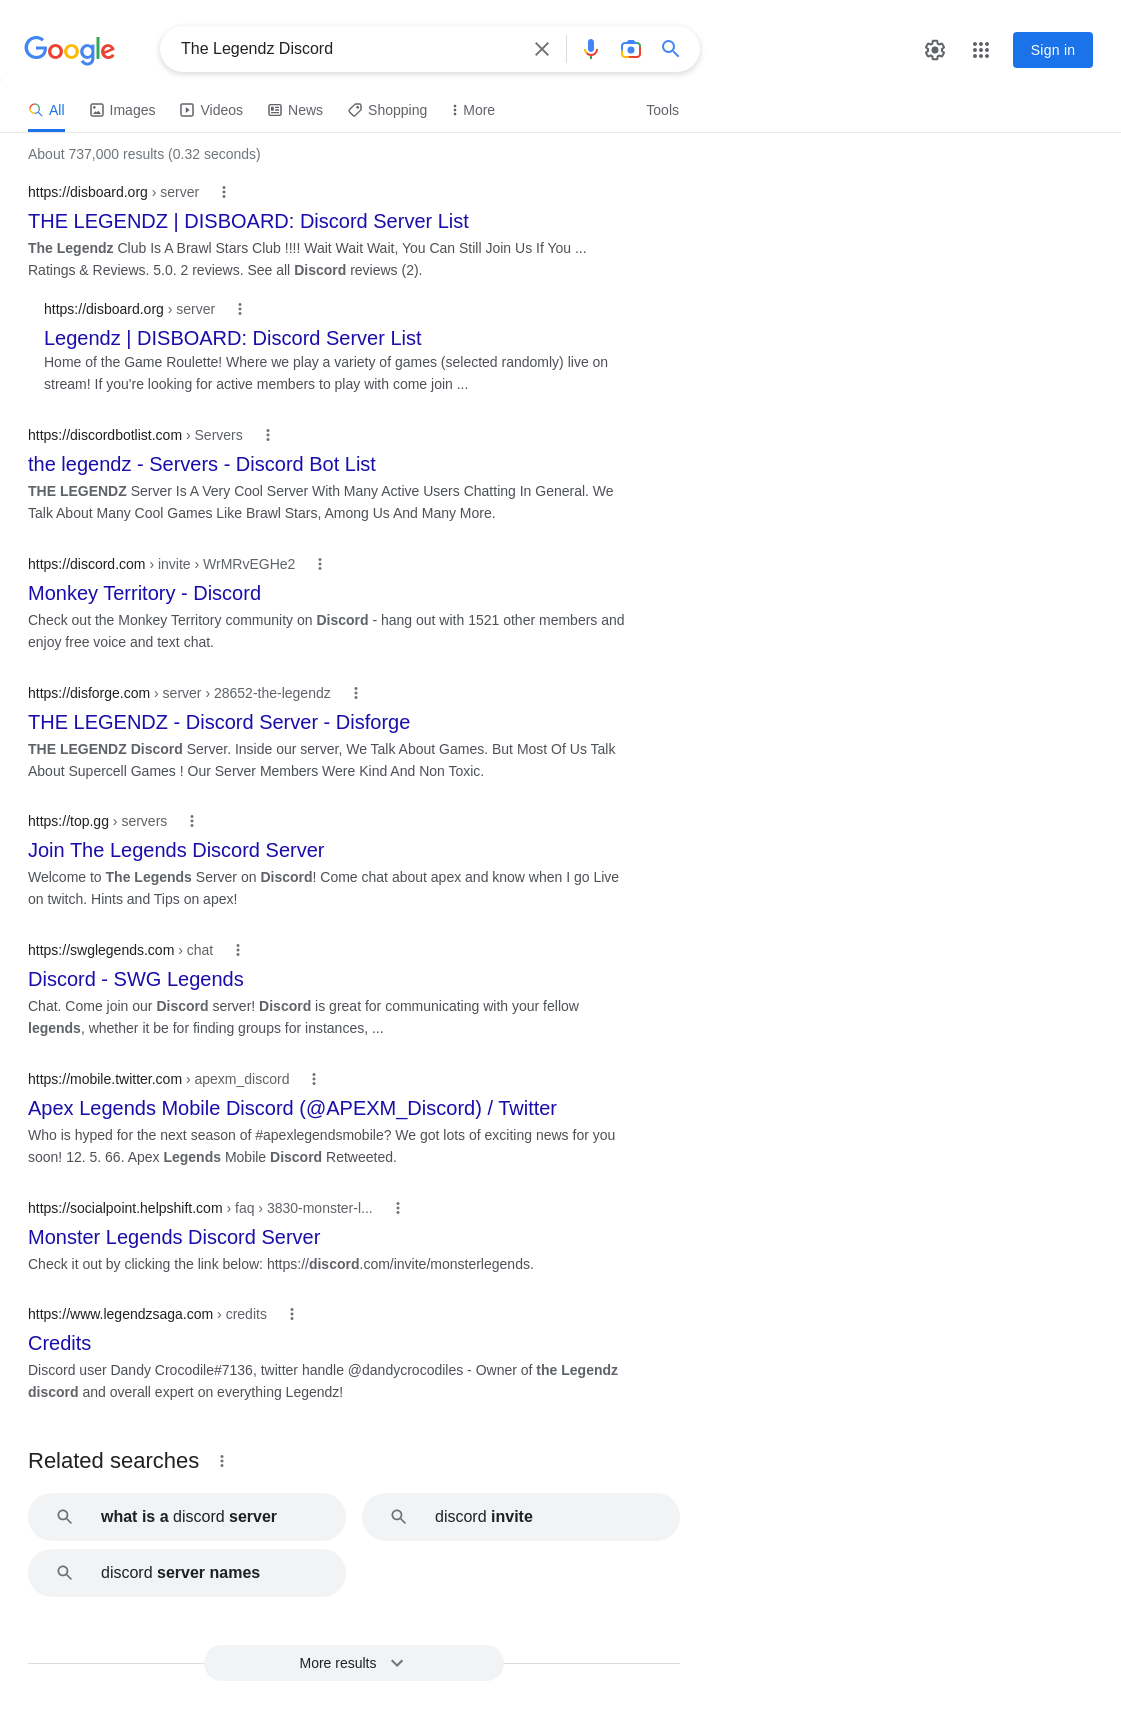 Google
The Legendz Discord
Sign in
All Images Videos News Shopping More Tools
About 737,000 results (0.32 seconds)
https://disboard.org › server
THE LEGENDZ | DISBOARD: Discord Server List
The Legendz Club Is A Brawl Stars Club !!!! Wait Wait Wait, You Can Still Join Us If You ...
Ratings & Reviews. 5.0. 2 reviews. See all Discord reviews (2).
https://disboard.org › server
Legendz | DISBOARD: Discord Server List
Home of the Game Roulette! Where we play a variety of games (selected randomly) live on
stream! If you're looking for active members to play with come join ...
https://discordbotlist.com › Servers
the legendz - Servers - Discord Bot List
THE LEGENDZ Server Is A Very Cool Server With Many Active Users Chatting In General. We
Talk About Many Cool Games Like Brawl Stars, Among Us And Many More.
https://discord.com › invite › WrMRvEGHe2
Monkey Territory - Discord
Check out the Monkey Territory community on Discord - hang out with 1521 other members and
enjoy free voice and text chat.
https://disforge.com › server › 28652-the-legendz
THE LEGENDZ - Discord Server - Disforge
THE LEGENDZ Discord Server. Inside our server, We Talk About Games. But Most Of Us Talk
About Supercell Games ! Our Server Members Were Kind And Non Toxic.
https://top.gg › servers
Join The Legends Discord Server
Welcome to The Legends Server on Discord! Come chat about apex and know when I go Live
on twitch. Hints and Tips on apex!
https://swglegends.com › chat
Discord - SWG Legends
Chat. Come join our Discord server! Discord is great for communicating with your fellow
legends, whether it be for finding groups for instances, ...
https://mobile.twitter.com › apexm_discord
Apex Legends Mobile Discord (@APEXM_Discord) / Twitter
Who is hyped for the next season of #apexlegendsmobile? We got lots of exciting news for you
soon! 12. 5. 66. Apex Legends Mobile Discord Retweeted.
https://socialpoint.helpshift.com › faq › 3830-monster-l...
Monster Legends Discord Server
Check it out by clicking the link below: https://discord.com/invite/monsterlegends.
https://www.legendzsaga.com › credits
Credits
Discord user Dandy Crocodile#7136, twitter handle @dandycrocodiles - Owner of the Legendz
discord and overall expert on everything Legendz!
Related searches
what is a discord server
discord invite
discord server names
More results